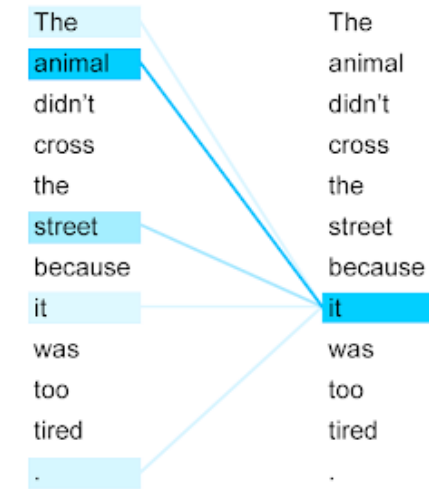 The
animal
didn't
cross
the
street
because
it
was
too
tired
.
The
animal
didn't
cross
the
street
because
it
was
too
tired
.